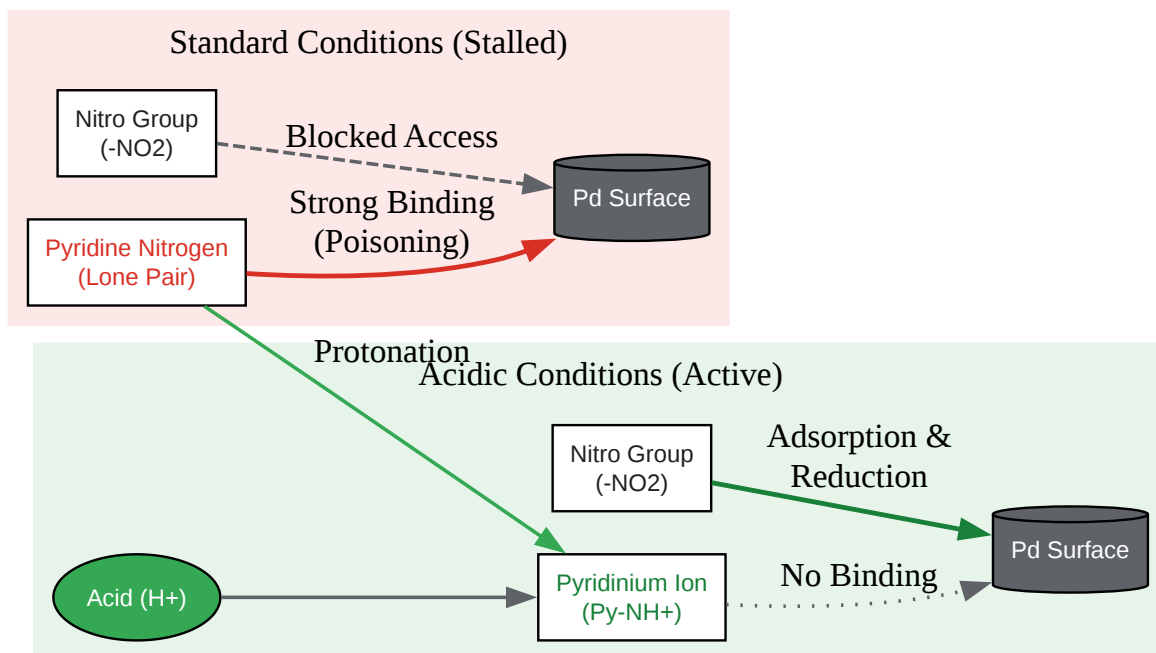 Standard Conditions (Stalled)
Nitro Group
(-NO2)
Blocked Access
Pd Surface
Strong Binding
(Poisoning)
Pyridine Nitrogen
(Lone Pair)
Protonation
Acidic Conditions (Active)
Nitro Group
(-NO2)
Adsorption &
Reduction
Pd Surface
Acid (H+)
Pyridinium Ion
(Py-NH+)
No Binding